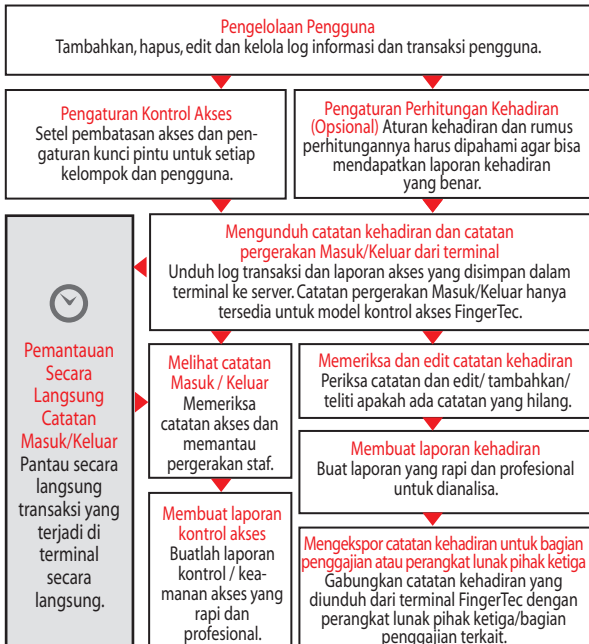 Pengelolaan Pengguna
Tambahkan, hapus, edit dan kelola log informasi dan transaksi pengguna.
Pengaturan Kontrol Akses
Setel pembatasan akses dan pen-
gaturan kunci pintu untuk setiap
kelompok dan pengguna.
Pengaturan Perhitungan Kehadiran
(Opsional) Aturan kehadiran dan rumus
perhitungannya harus dipahami agar bisa
mendapatkan laporan kehadiran
yang benar.
Mengunduh catatan kehadiran dan catatan
pergerakan Masuk/Keluar dari terminal
Unduh log transaksi dan laporan akses yang disimpan dalam
terminal ke server. Catatan pergerakan Masuk/Keluar hanya
tersedia untuk model kontrol akses FingerTec.
Pemantauan
Secara
Langsung
Catatan
Masuk/Keluar
Pantau secara
langsung
transaksi yang
terjadi di
terminal
secara
langsung.
Melihat catatan
Masuk / Keluar
Memeriksa
catatan akses dan
memantau
pergerakan staf.
Membuat laporan
kontrol akses
Buatlah laporan
kontrol / kea-
manan akses yang
rapi dan
profesional.
Memeriksa dan edit catatan kehadiran
Periksa catatan dan edit/ tambahkan/
teliti apakah ada catatan yang hilang.
Membuat laporan kehadiran
Buat laporan yang rapi dan profesional
untuk dianalisa.
Mengekspor catatan kehadiran untuk bagian
penggajian atau perangkat lunak pihak ketiga
Gabungkan catatan kehadiran yang
diunduh dari terminal FingerTec dengan
perangkat lunak pihak ketiga/bagian
penggajian terkait.